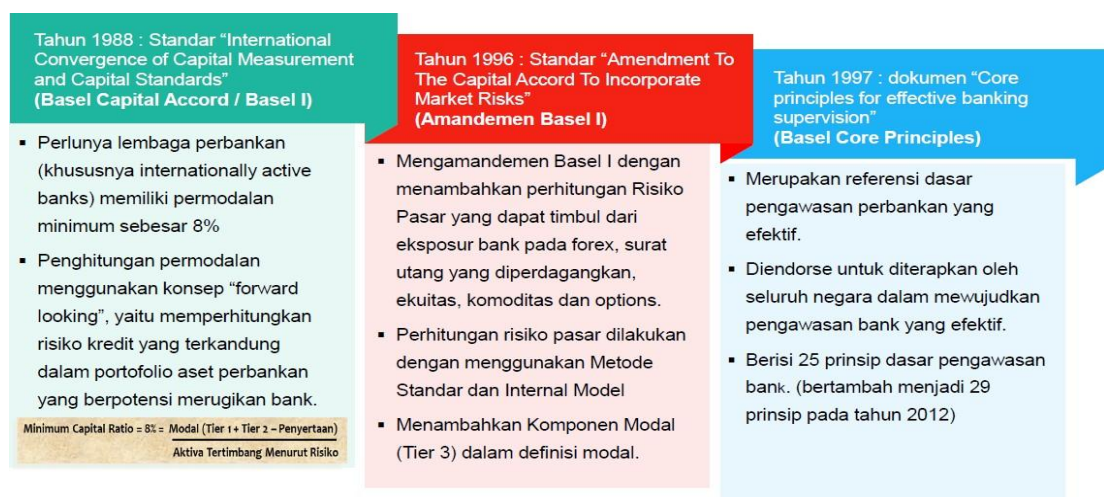 Tahun 1988 : Standar “International
Convergence of Capital Measurement
and Capital Standards”
(Basel Capital Accord / Basel I)
▪ Perlunya lembaga perbankan
(khususnya internationally active
banks) memiliki permodalan
minimum sebesar 8%
▪ Penghitungan permodalan
menggunakan konsep “forward
looking”, yaitu memperhitungkan
risiko kredit yang terkandung
dalam portofolio aset perbankan
yang berpotensi merugikan bank.
Minimum Capital Ratio = 8% = Modal (Tier 1 + Tier 2 – Penyertaan)
Aktiva Tertimbang Menurut Risiko
Tahun 1996 : Standar “Amendment To
The Capital Accord To Incorporate
Market Risks”
(Amandemen Basel I)
▪ Mengamandemen Basel I dengan
menambahkan perhitungan Risiko
Pasar yang dapat timbul dari
eksposur bank pada forex, surat
utang yang diperdagangkan,
ekuitas, komoditas dan options.
▪ Perhitungan risiko pasar dilakukan
dengan menggunakan Metode
Standar dan Internal Model
▪ Menambahkan Komponen Modal
(Tier 3) dalam definisi modal.
Tahun 1997 : dokumen “Core
principles for effective banking
supervision”
(Basel Core Principles)
▪ Merupakan referensi dasar
pengawasan perbankan yang
efektif.
▪ Diendorse untuk diterapkan oleh
seluruh negara dalam mewujudkan
pengawasan bank yang efektif.
▪ Berisi 25 prinsip dasar pengawasan
bank. (bertambah menjadi 29
prinsip pada tahun 2012)